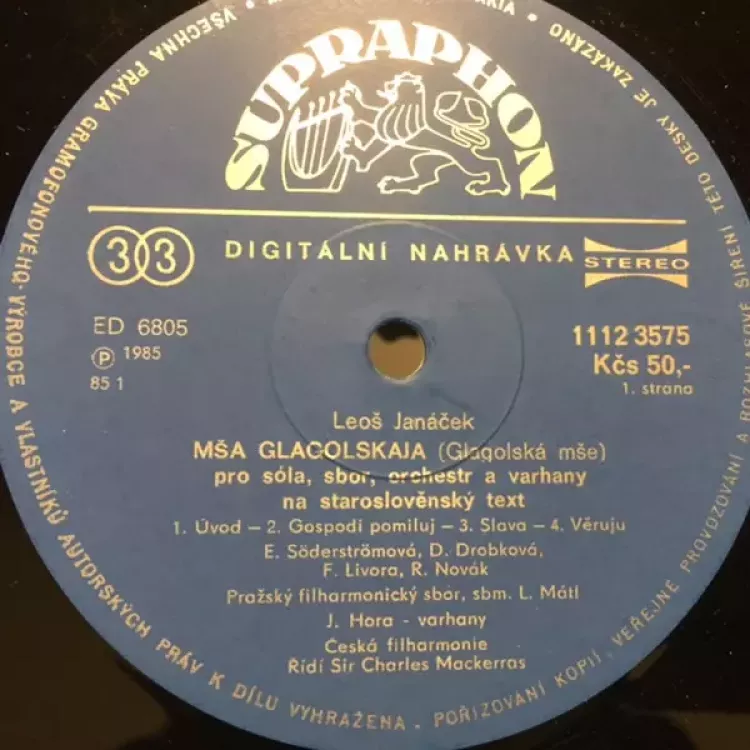 SUPRAPHON
33
DIGITÁLNÍ NAHRÁVKA
STEREO
ED 6805
℗ 1985
85 1
1112 3575
Kčs 50,-
1. strana
Leoš Janáček
MŠA GLAGOLSKAJA (Glagolská mše)
pro sóla, sbor, orchestr a varhany
na staroslověnský text
1. Úvod – 2. Gospodi pomiluj – 3. Slava – 4. Věruju
E. Söderströmová, D. Drobková,
F. Livora, R. Novák
Pražský filharmonický sbor, sbm. L. Mátl
J. Hora - varhany
Česká filharmonie
Řídí Sir Charles Mackerras
VŠECHNA PRÁVA GRAMOFONOVÉHO VÝROBCE A VLASTNÍKŮ AUTORSKÝCH PRÁV K DÍLU VYHRAŽENA . POŘIZOVÁNÍ KOPIÍ, VEŘEJNÉ PROVOZOVÁNÍ A ROZHLASOVÉ ŠÍŘENÍ TÉTO DESKY JE ZAKÁZÁNO